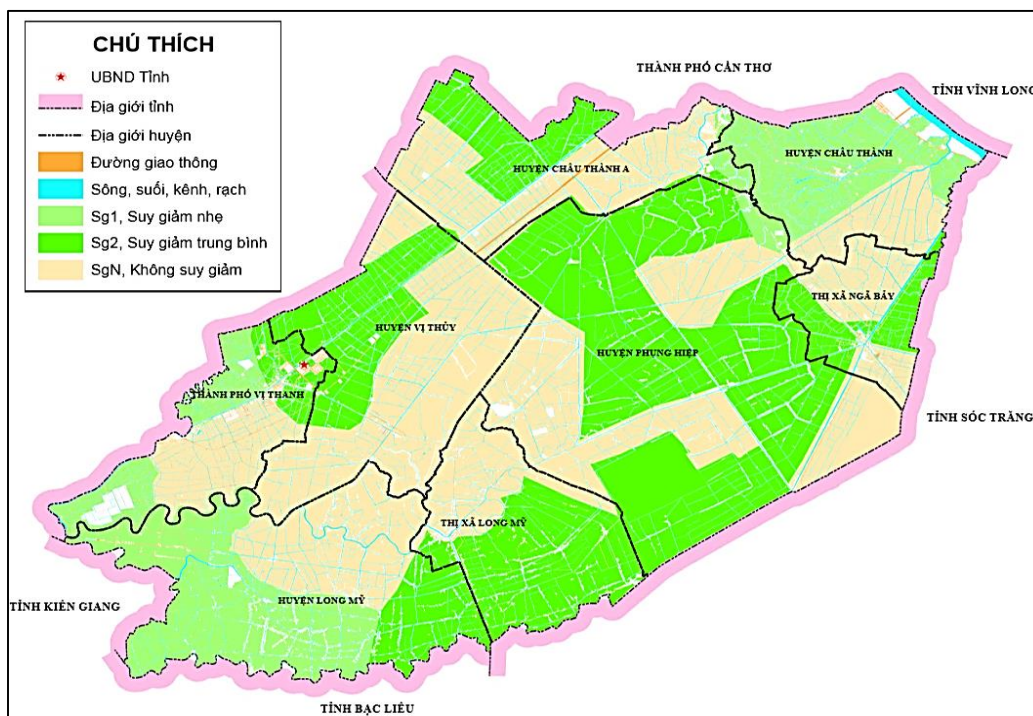 CHÚ THÍCH
UBND Tỉnh
Địa giới tỉnh
Địa giới huyện
Đường giao thông
Sông, suối, kênh, rạch
Sg1, Suy giảm nhẹ
Sg2, Suy giảm trung bình
SgN, Không suy giảm
THÀNH PHỐ CẦN THƠ
TỈNH VĨNH LONG
HUYỆN CHÂU THÀNH
HUYỆN CHÂU THÀNH A
THỊ XÃ NGÃ BẢY
HUYỆN VỊ THỦY
HUYỆN PHỤNG HIỆP
THÀNH PHỐ VỊ THANH
TỈNH SÓC TRĂNG
THỊ XÃ LONG MỸ
HUYỆN LONG MỸ
TỈNH KIÊN GIANG
TỈNH BẠC LIÊU